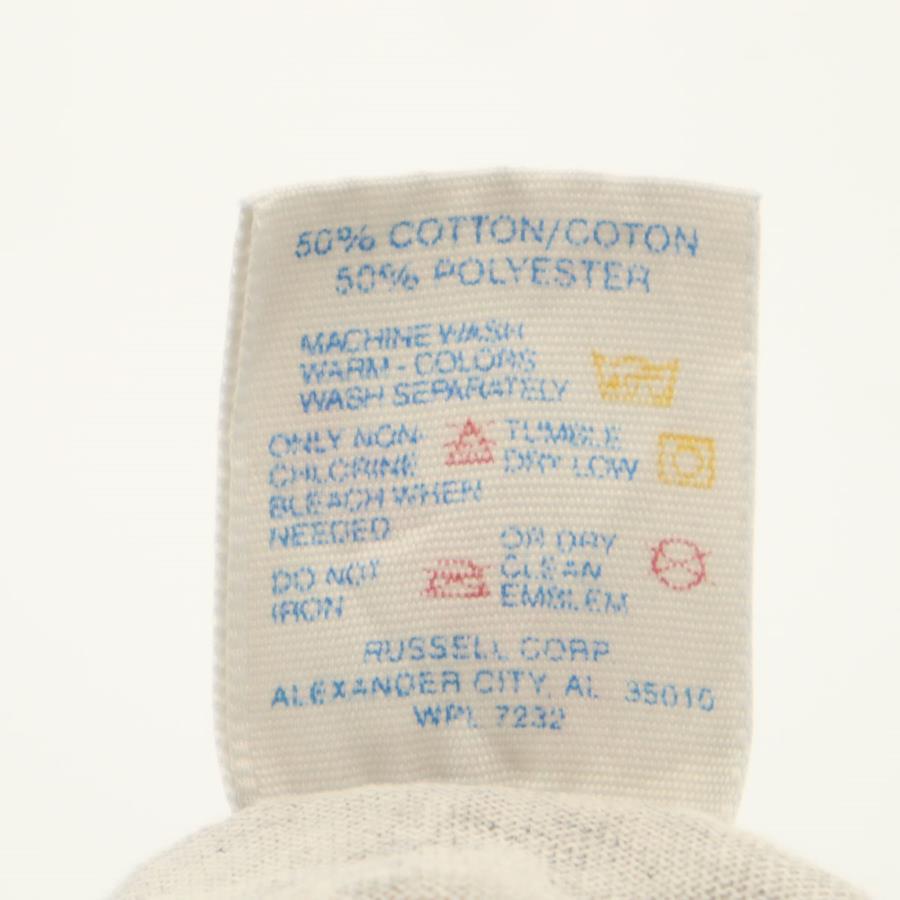 50% COTTON/COTON
50% POLYESTER
MACHINE WASH
WARM - COLORS
WASH SEPARATELY
ONLY NON-
CHLORINE
BLEACH WHEN
NEEDED
TUMBLE
DRY LOW
DO NOT
IRON
OR DRY
CLEAN
EMBLEM
RUSSELL CORP
ALEXANDER CITY, AL 35010
WPL 7232